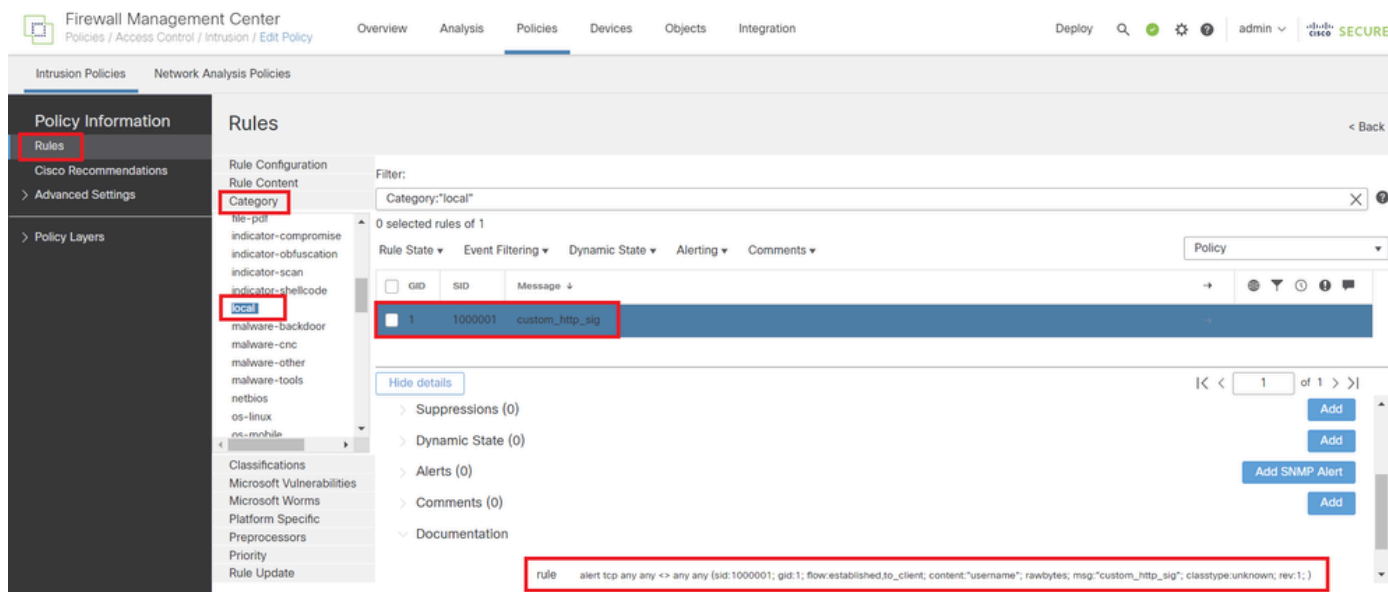 Firewall Management Center
Policies / Access Control / Intrusion / Edit Policy
Overview Analysis Policies Devices Objects Integration
Deploy admin cisco SECURE
Intrusion Policies Network Analysis Policies
Policy Information
Rules
Cisco Recommendations
> Advanced Settings
> Policy Layers
Rules
< Back
Rule Configuration
Rule Content
Category
file-pdf
indicator-compromise
indicator-obfuscation
indicator-scan
indicator-shellcode
local
malware-backdoor
malware-cnc
malware-other
malware-tools
netbios
os-linux
os-mobile
Classifications
Microsoft Vulnerabilities
Microsoft Worms
Platform Specific
Preprocessors
Priority
Rule Update
Filter:
Category:"local"
0 selected rules of 1
Rule State Event Filtering Dynamic State Alerting Comments
Policy
GID SID Message
1 1000001 custom_http_sig
Hide details
1 of 1
Suppressions (0) Add
Dynamic State (0) Add
Alerts (0) Add SNMP Alert
Comments (0) Add
Documentation
rule alert tcp any any <> any any (sid:1000001; gid:1; flow:established,to_client; content:"username"; rawbytes; msg:"custom_http_sig"; classtype:unknown; rev:1; )